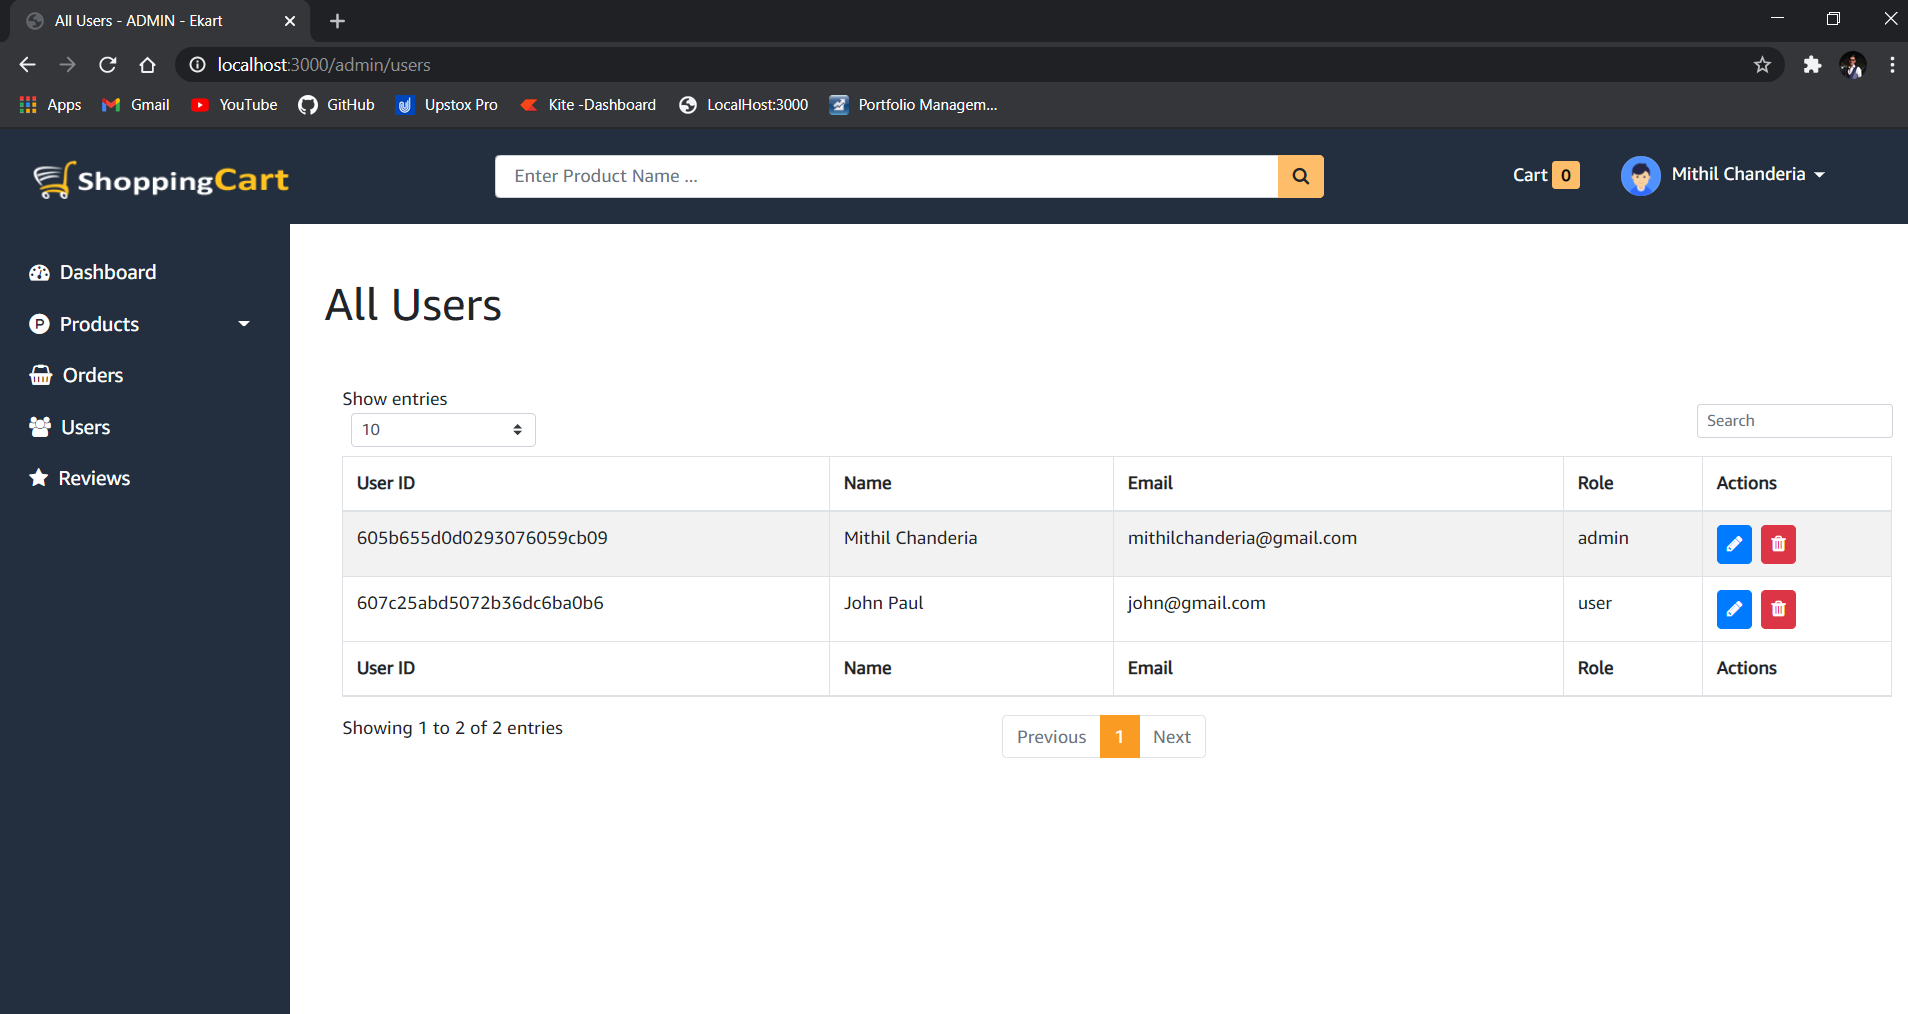 All Users - ADMIN - Ekart
localhost:3000/admin/users
Apps Gmail YouTube GitHub Upstox Pro Kite -Dashboard LocalHost:3000 Portfolio Managem...
ShoppingCart Enter Product Name ... Cart 0 Mithil Chanderia
Dashboard
P Products
Orders
Users
Reviews
All Users
Show entries
10
Search
User ID Name Email Role Actions
605b655d0d0293076059cb09 Mithil Chanderia mithilchanderia@gmail.com admin
607c25abd5072b36dc6ba0b6 John Paul john@gmail.com user
User ID Name Email Role Actions
Showing 1 to 2 of 2 entries Previous 1 Next